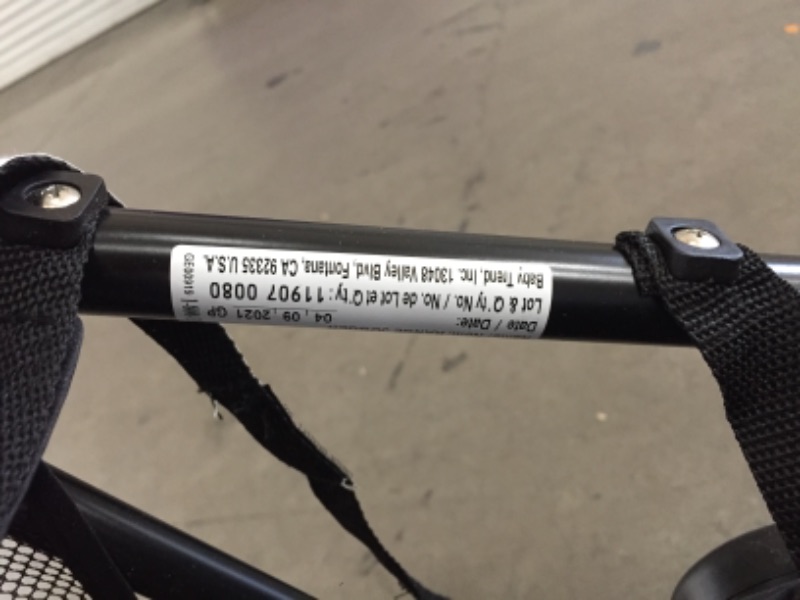 Date / Date: 04 , 09 , 2021 GP
Lot & Q'ty No. / No. de Lot et Q'ty : 11907 0080
Baby Trend, Inc. 13048 Valley Blvd, Fontana, CA 92335 U.S.A.